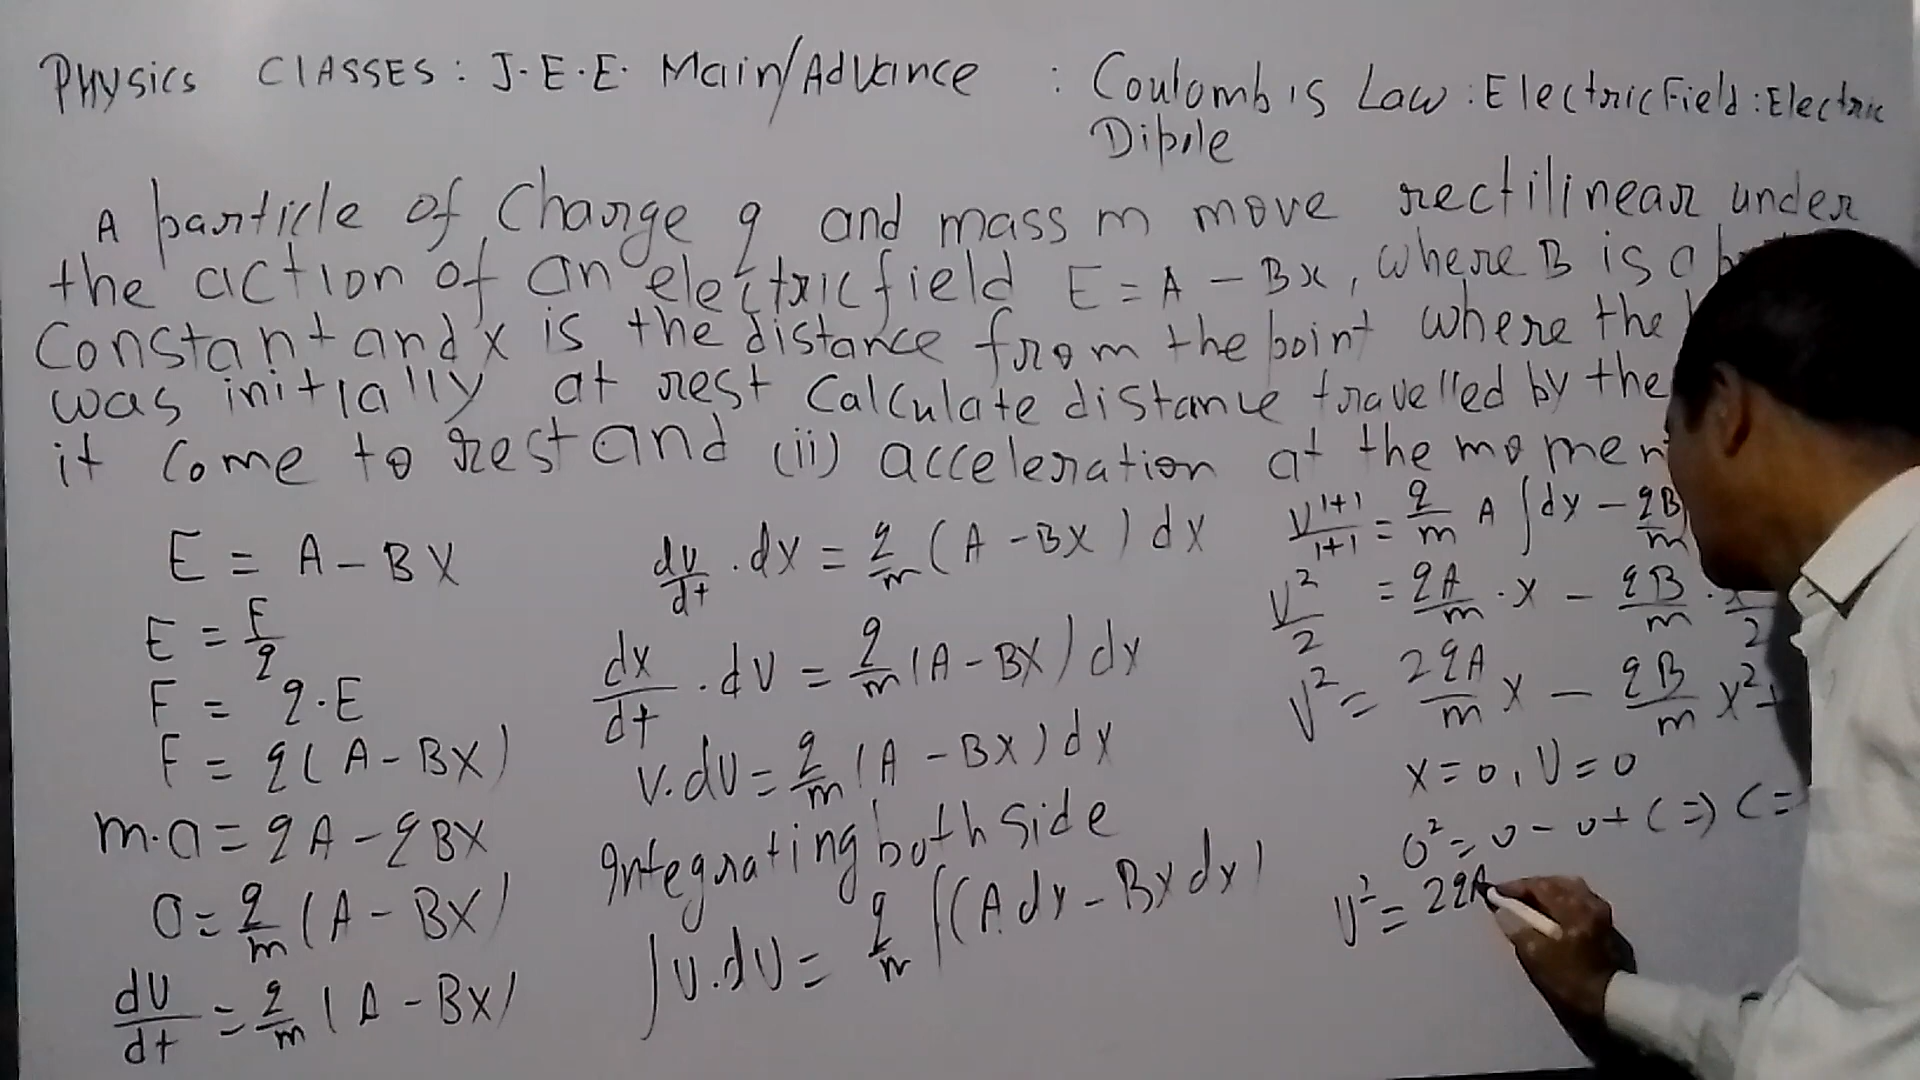 Physics CLASSES: J.E.E. Main/Advance : Coulomb's Law : Electric Field : Electric
Dipole
A particle of Charge q and mass m move rectilinear under
the action of an electric field E = A - Bx, where B is a
Constant and x is the distance from the point where the
was initially at rest Calculate distance travelled by the
it come to rest and (ii) acceleration at the
E = A - BX
E = F/q
F = q.E
F = q(A - BX)
m.a = qA - qBX
a = q/m (A - BX)
dv/dt = q/m (A - BX)
dv/dt . dx = q/m (A - BX) dx
dx/dt . dv = q/m (A - BX) dx
v.dv = q/m (A - BX) dx
Integrating both side
∫v.dv = q/m ∫(A dx - Bx dx)
v^(1+1)/(1+1) = q/m A ∫dx - qB/m
v²/2 = qA/m . x - qB/m . x²/2
v² = 2qA/m x - qB/m x² +
x = 0, v = 0
0² = 0 - 0 + C => C =
v² = 2qA